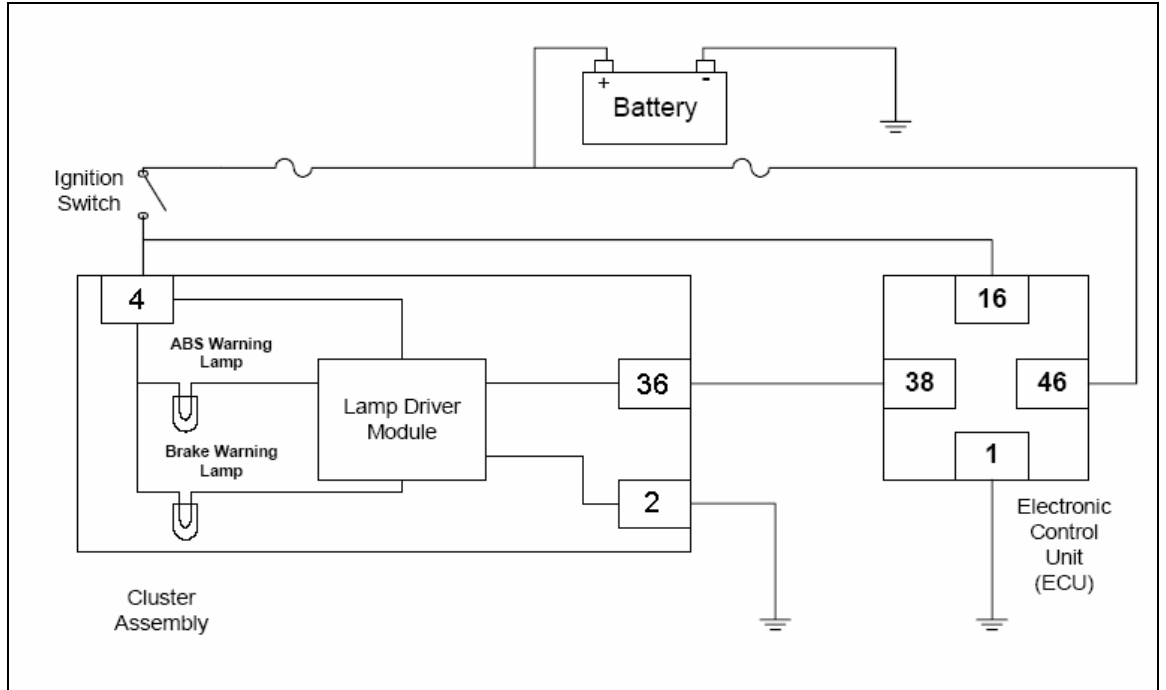 + -
Battery
Ignition
Switch
4
ABS Warning
Lamp
Lamp Driver
Module
Brake Warning
Lamp
36
2
16
38
46
1
Cluster
Assembly
Electronic
Control
Unit
(ECU)